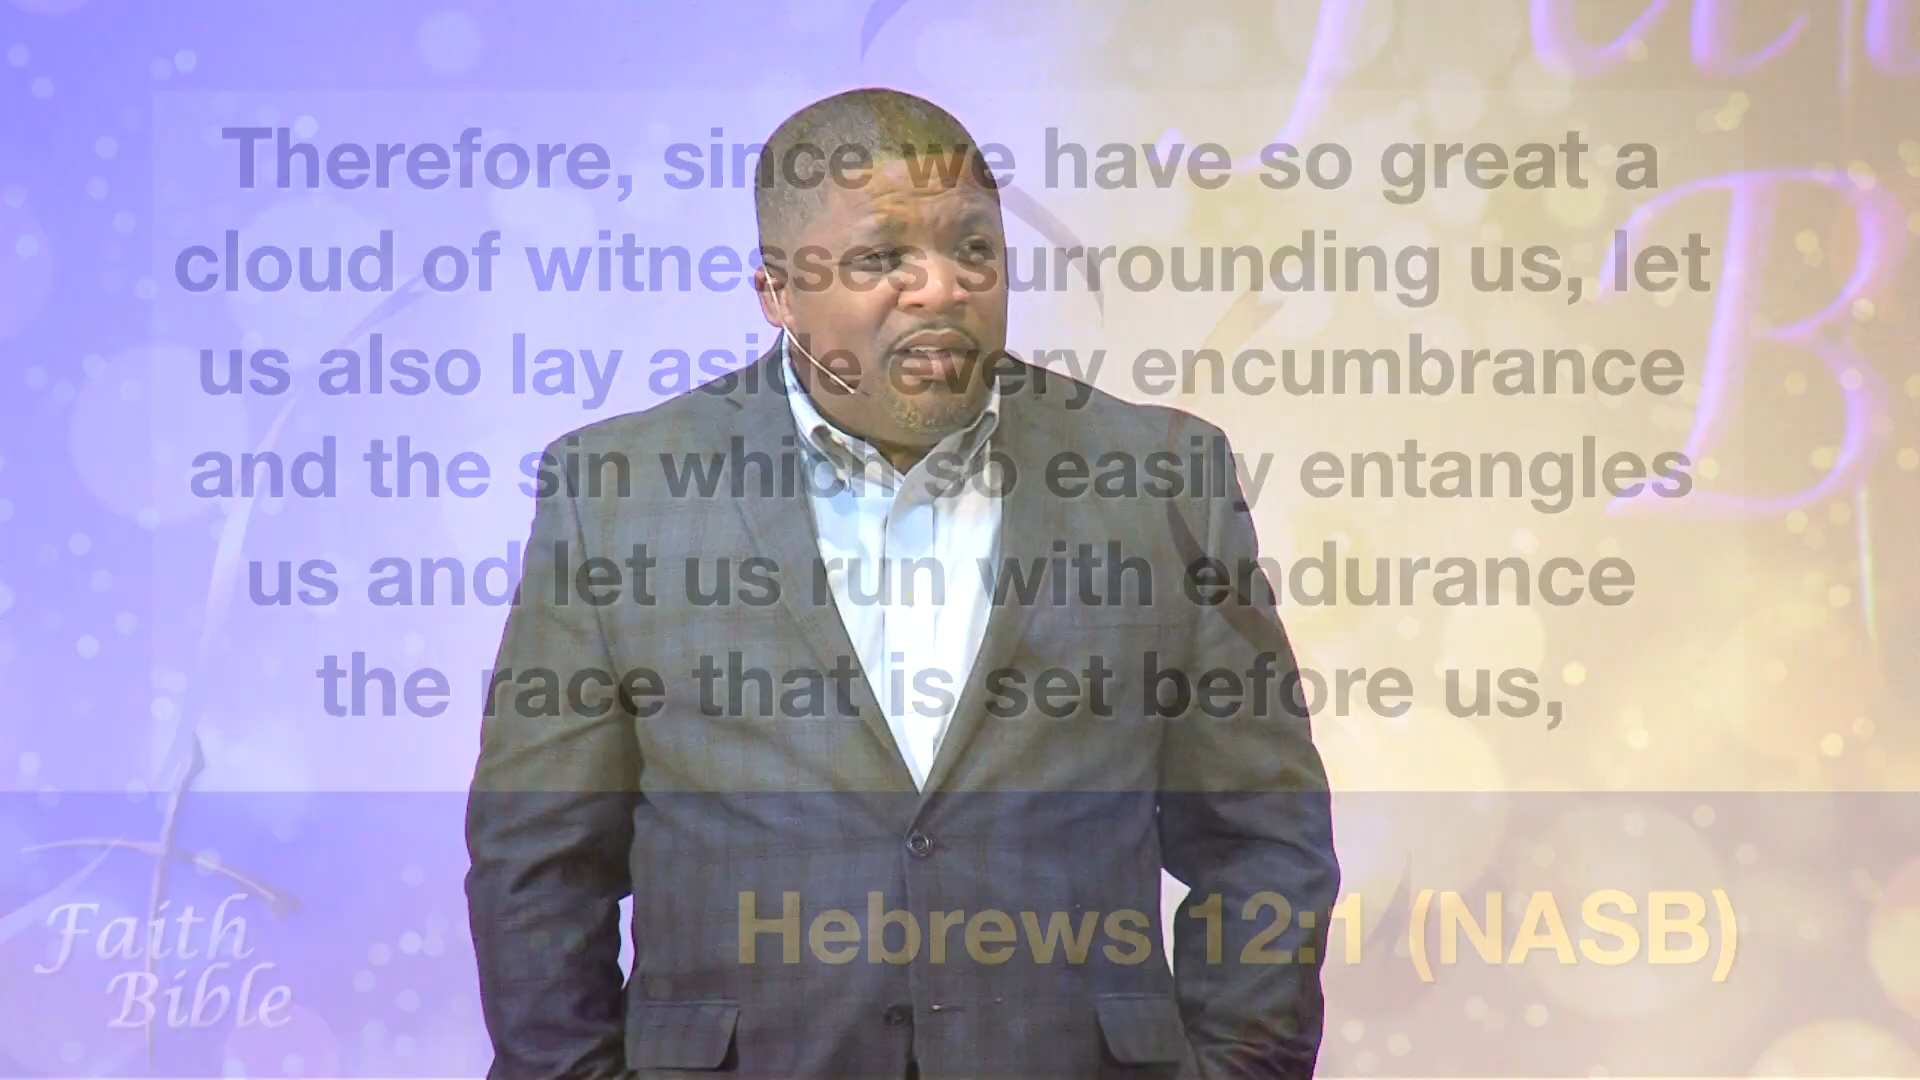 Therefore, since we have so great a
cloud of witnesses surrounding us, let
us also lay aside every encumbrance
and the sin which so easily entangles
us and let us run with endurance
the race that is set before us,
Hebrews 12:1 (NASB)
Faith
Bible